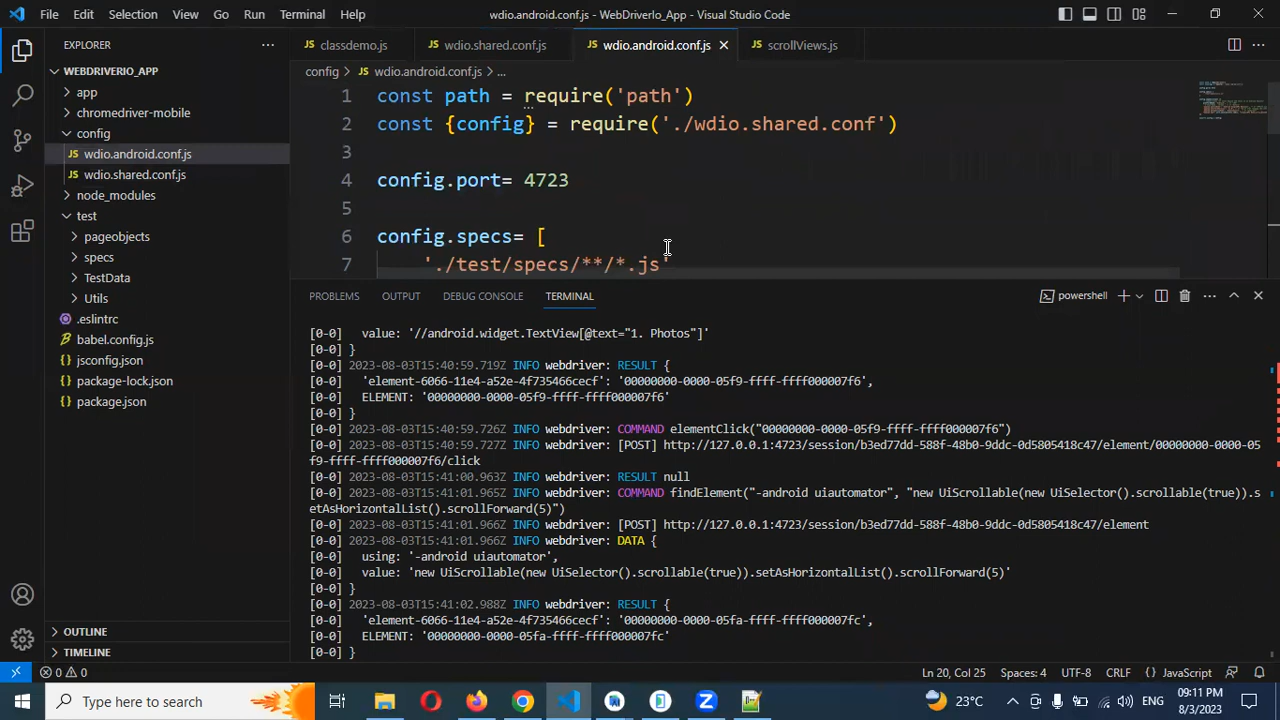 File Edit Selection View Go Run Terminal Help
wdio.android.conf.js - WebDriverIo_App - Visual Studio Code
EXPLORER
WEBDRIVERIO_APP
app
chromedriver-mobile
config
JS wdio.android.conf.js
JS wdio.shared.conf.js
node_modules
test
pageobjects
specs
TestData
Utils
.eslintrc
JS babel.config.js
{} jsconfig.json
{} package-lock.json
{} package.json
OUTLINE
TIMELINE
JS classdemo.js
JS wdio.shared.conf.js
JS wdio.android.conf.js
JS scrollViews.js
config > JS wdio.android.conf.js > ...
1 const path = require('path')
2 const {config} = require('./wdio.shared.conf')
3
4 config.port= 4723
5
6 config.specs= [
7 './test/specs/**/*.js'
PROBLEMS OUTPUT DEBUG CONSOLE TERMINAL
powershell
[0-0] value: '//android.widget.TextView[@text="1. Photos"]'
[0-0] }
[0-0] 2023-08-03T15:40:59.719Z INFO webdriver: RESULT {
[0-0] 'element-6066-11e4-a52e-4f735466cecf': '00000000-0000-05f9-ffff-ffff000007f6',
[0-0] ELEMENT: '00000000-0000-05f9-ffff-ffff000007f6'
[0-0] }
[0-0] 2023-08-03T15:40:59.726Z INFO webdriver: COMMAND elementClick("00000000-0000-05f9-ffff-ffff000007f6")
[0-0] 2023-08-03T15:40:59.727Z INFO webdriver: [POST] http://127.0.0.1:4723/session/b3ed77dd-588f-48b0-9ddc-0d5805418c47/element/00000000-0000-05
f9-ffff-ffff000007f6/click
[0-0] 2023-08-03T15:41:00.963Z INFO webdriver: RESULT null
[0-0] 2023-08-03T15:41:01.965Z INFO webdriver: COMMAND findElement("-android uiautomator", "new UiScrollable(new UiSelector().scrollable(true)).s
etAsHorizontalList().scrollForward(5)")
[0-0] 2023-08-03T15:41:01.966Z INFO webdriver: [POST] http://127.0.0.1:4723/session/b3ed77dd-588f-48b0-9ddc-0d5805418c47/element
[0-0] 2023-08-03T15:41:01.966Z INFO webdriver: DATA {
[0-0] using: '-android uiautomator',
[0-0] value: 'new UiScrollable(new UiSelector().scrollable(true)).setAsHorizontalList().scrollForward(5)'
[0-0] }
[0-0] 2023-08-03T15:41:02.988Z INFO webdriver: RESULT {
[0-0] 'element-6066-11e4-a52e-4f735466cecf': '00000000-0000-05fa-ffff-ffff000007fc',
[0-0] ELEMENT: '00000000-0000-05fa-ffff-ffff000007fc'
[0-0] }
0 0
Ln 20, Col 25 Spaces: 4 UTF-8 CRLF {} JavaScript
Type here to search
23°C
ENG
09:11 PM
8/3/2023